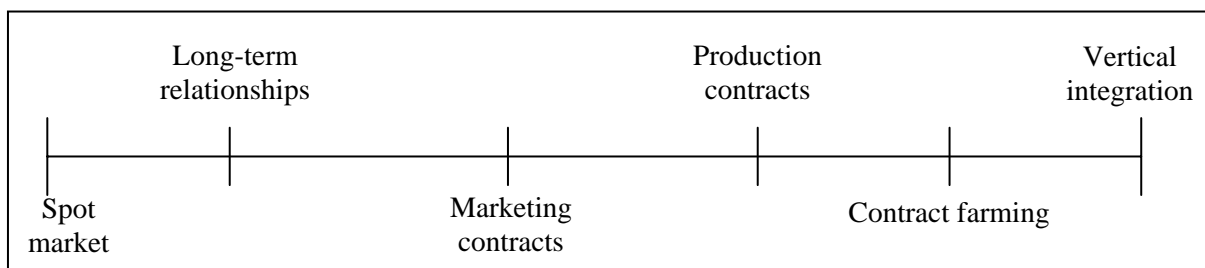 Long-term
relationships
Production
contracts
Vertical
integration
Spot
market
Marketing
contracts
Contract farming